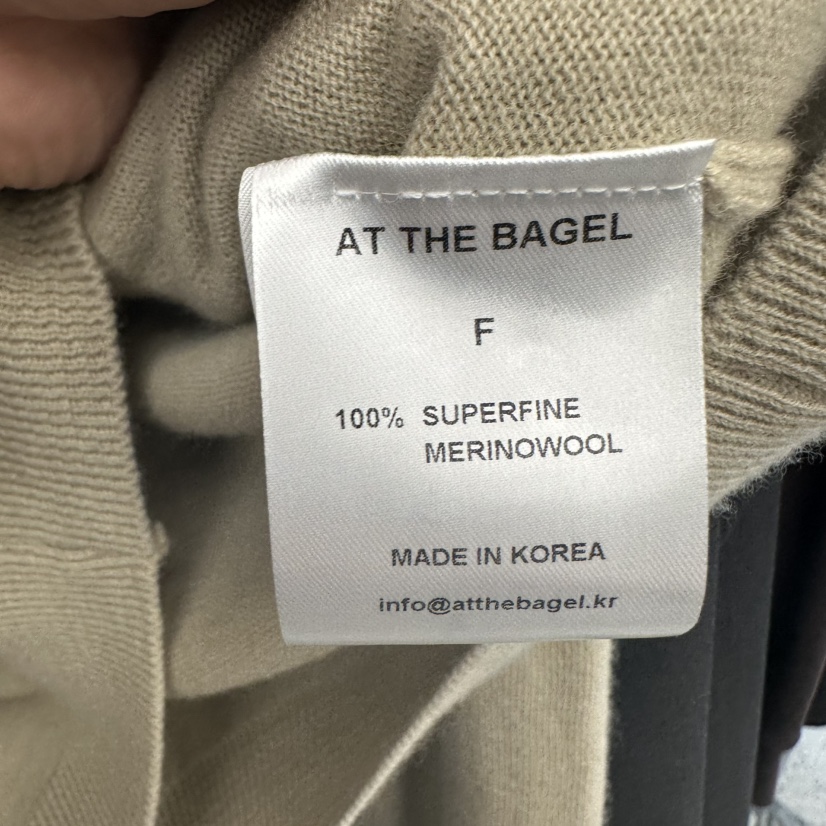 AT THE BAGEL
F
100% SUPERFINE
MERINOWOOL
MADE IN KOREA
info@atthebagel.kr